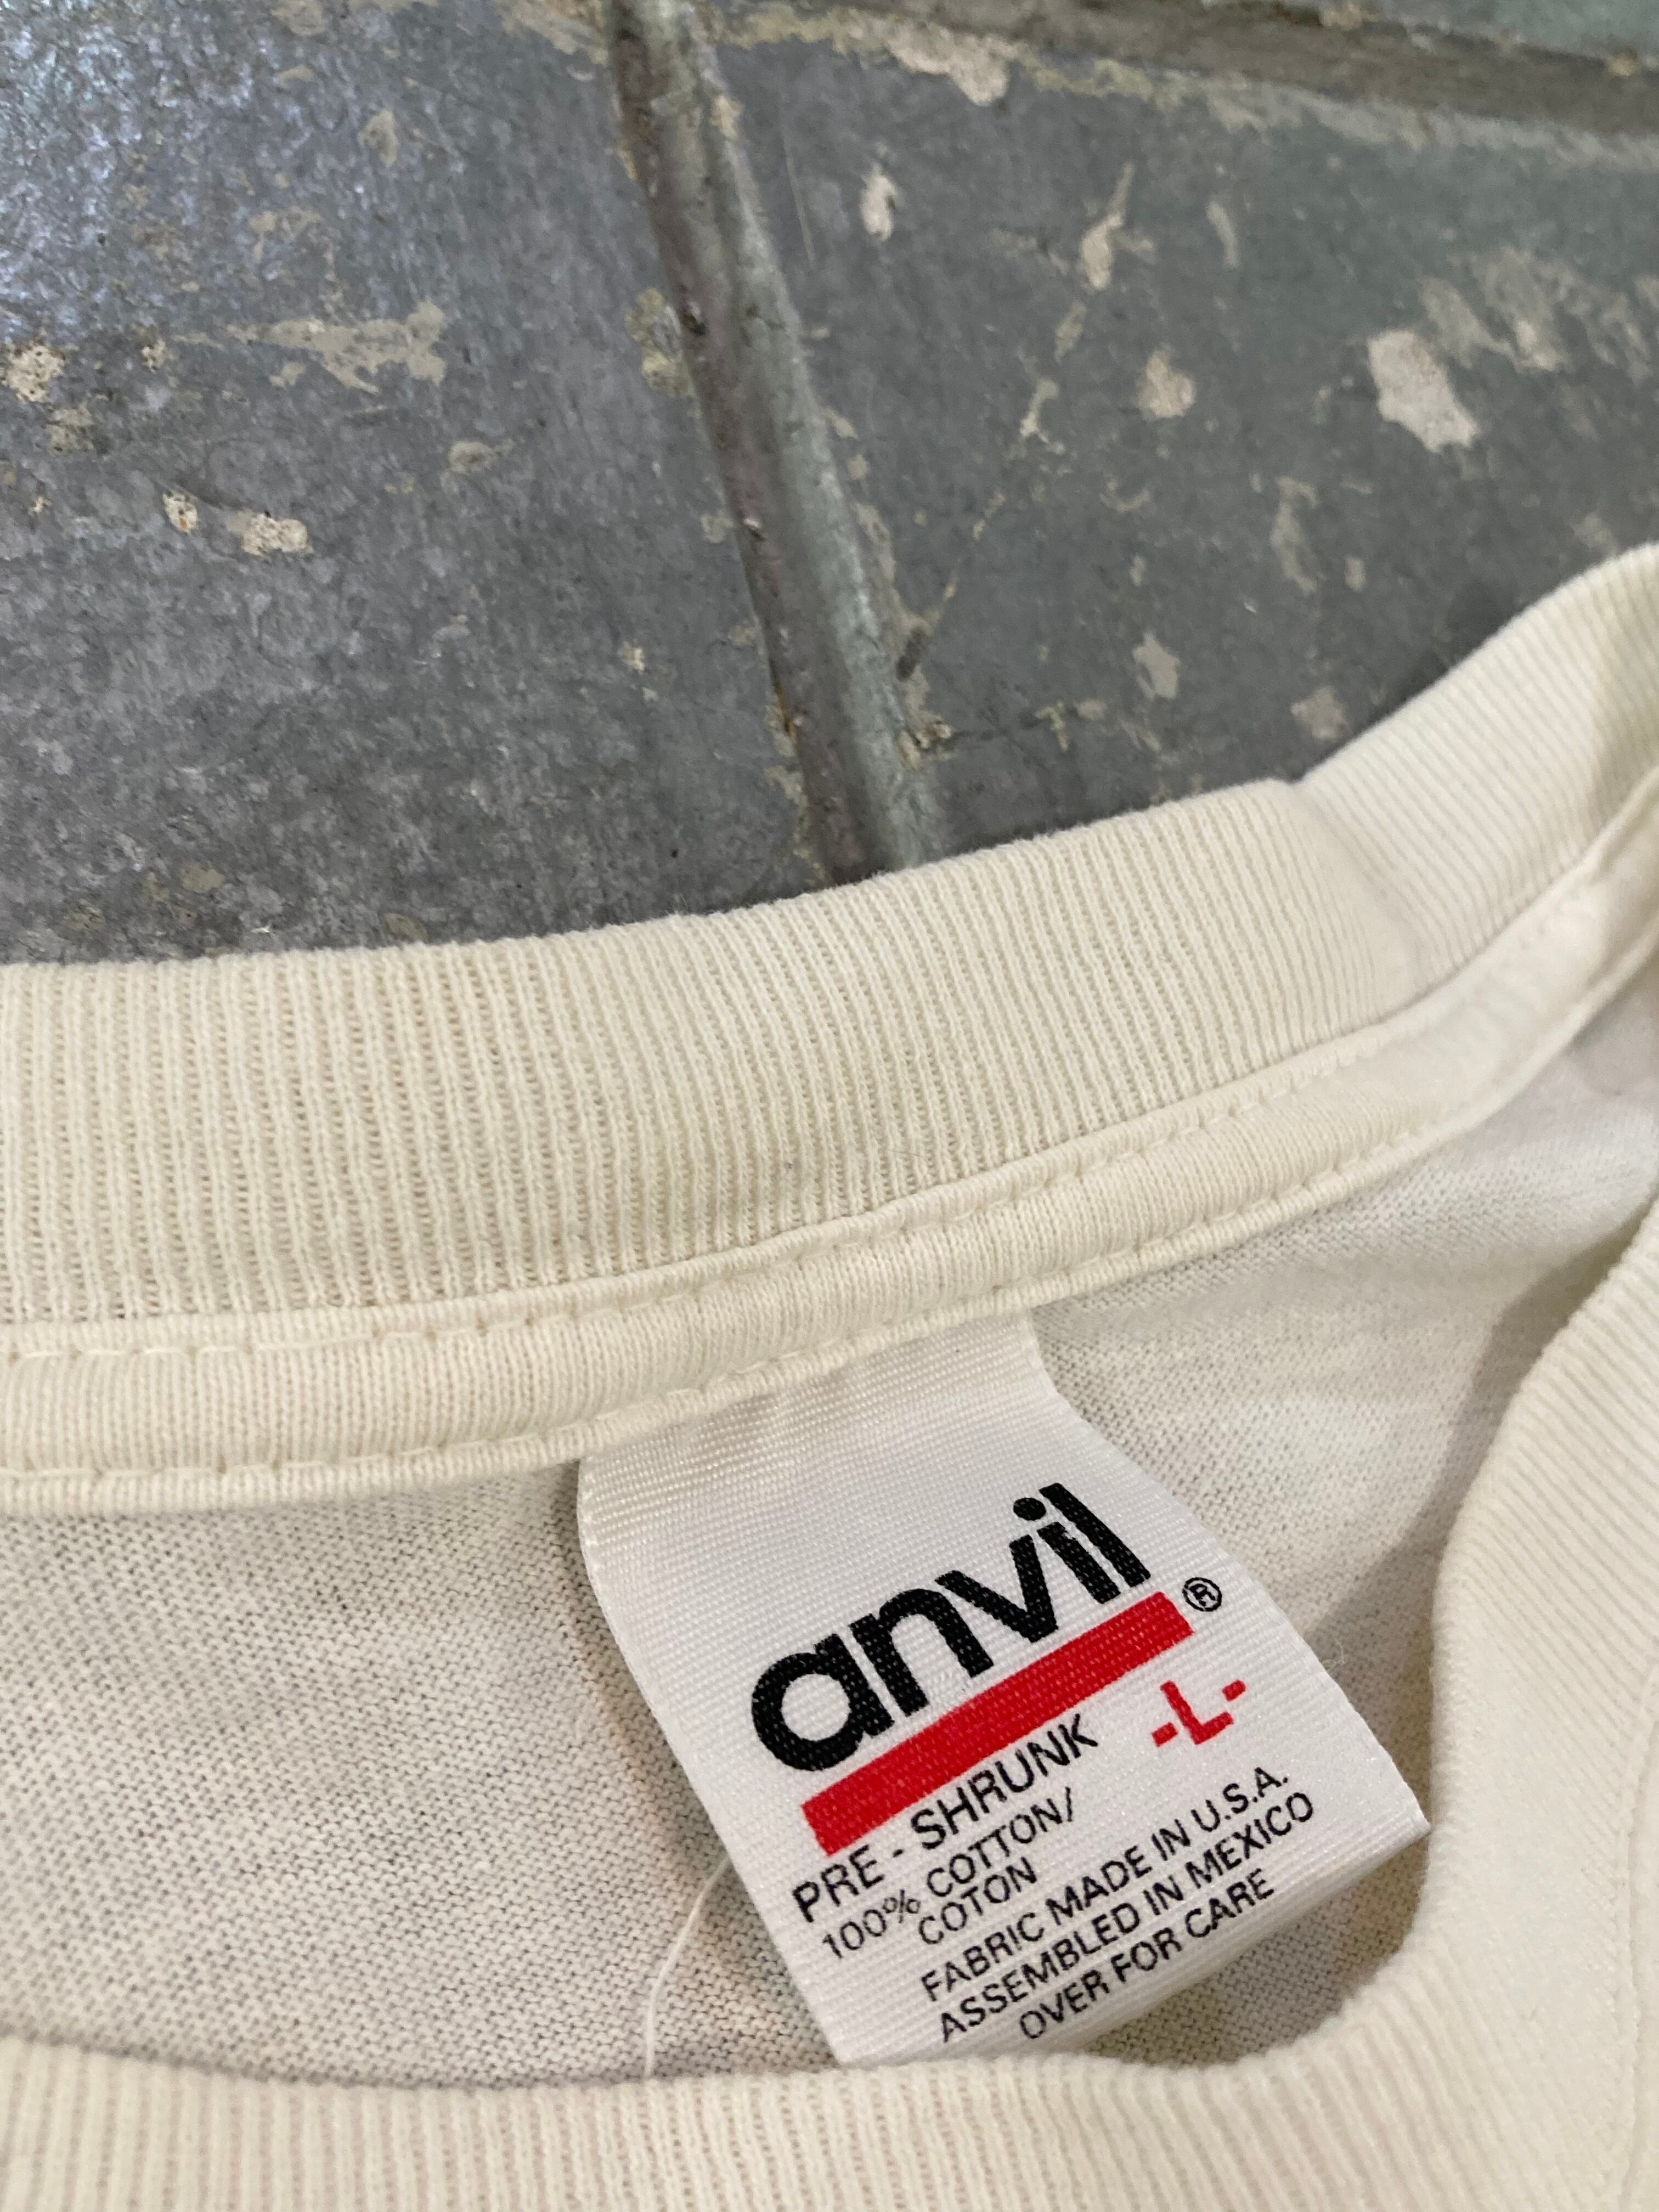 anvil®
-L-
PRE-SHRUNK
100% COTTON/
COTON
FABRIC MADE IN U.S.A.
ASSEMBLED IN MEXICO
OVER FOR CARE